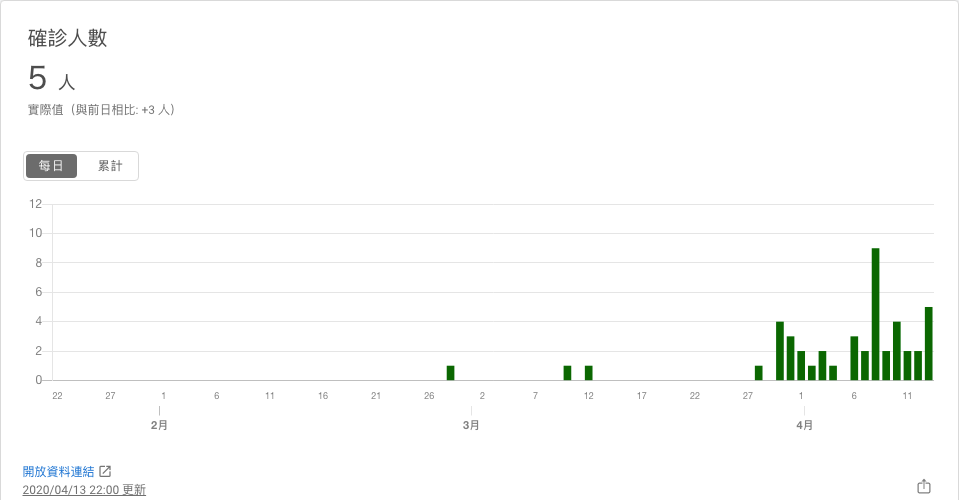 確診人數
5 人
實際值（與前日相比: +3 人）
每日 累計
12
10
8
6
4
2
0
22 27 1 6 11 16 21 26 2 7 12 17 22 27 1 6 11
2月 3月 4月
開放資料連結
2020/04/13 22:00 更新